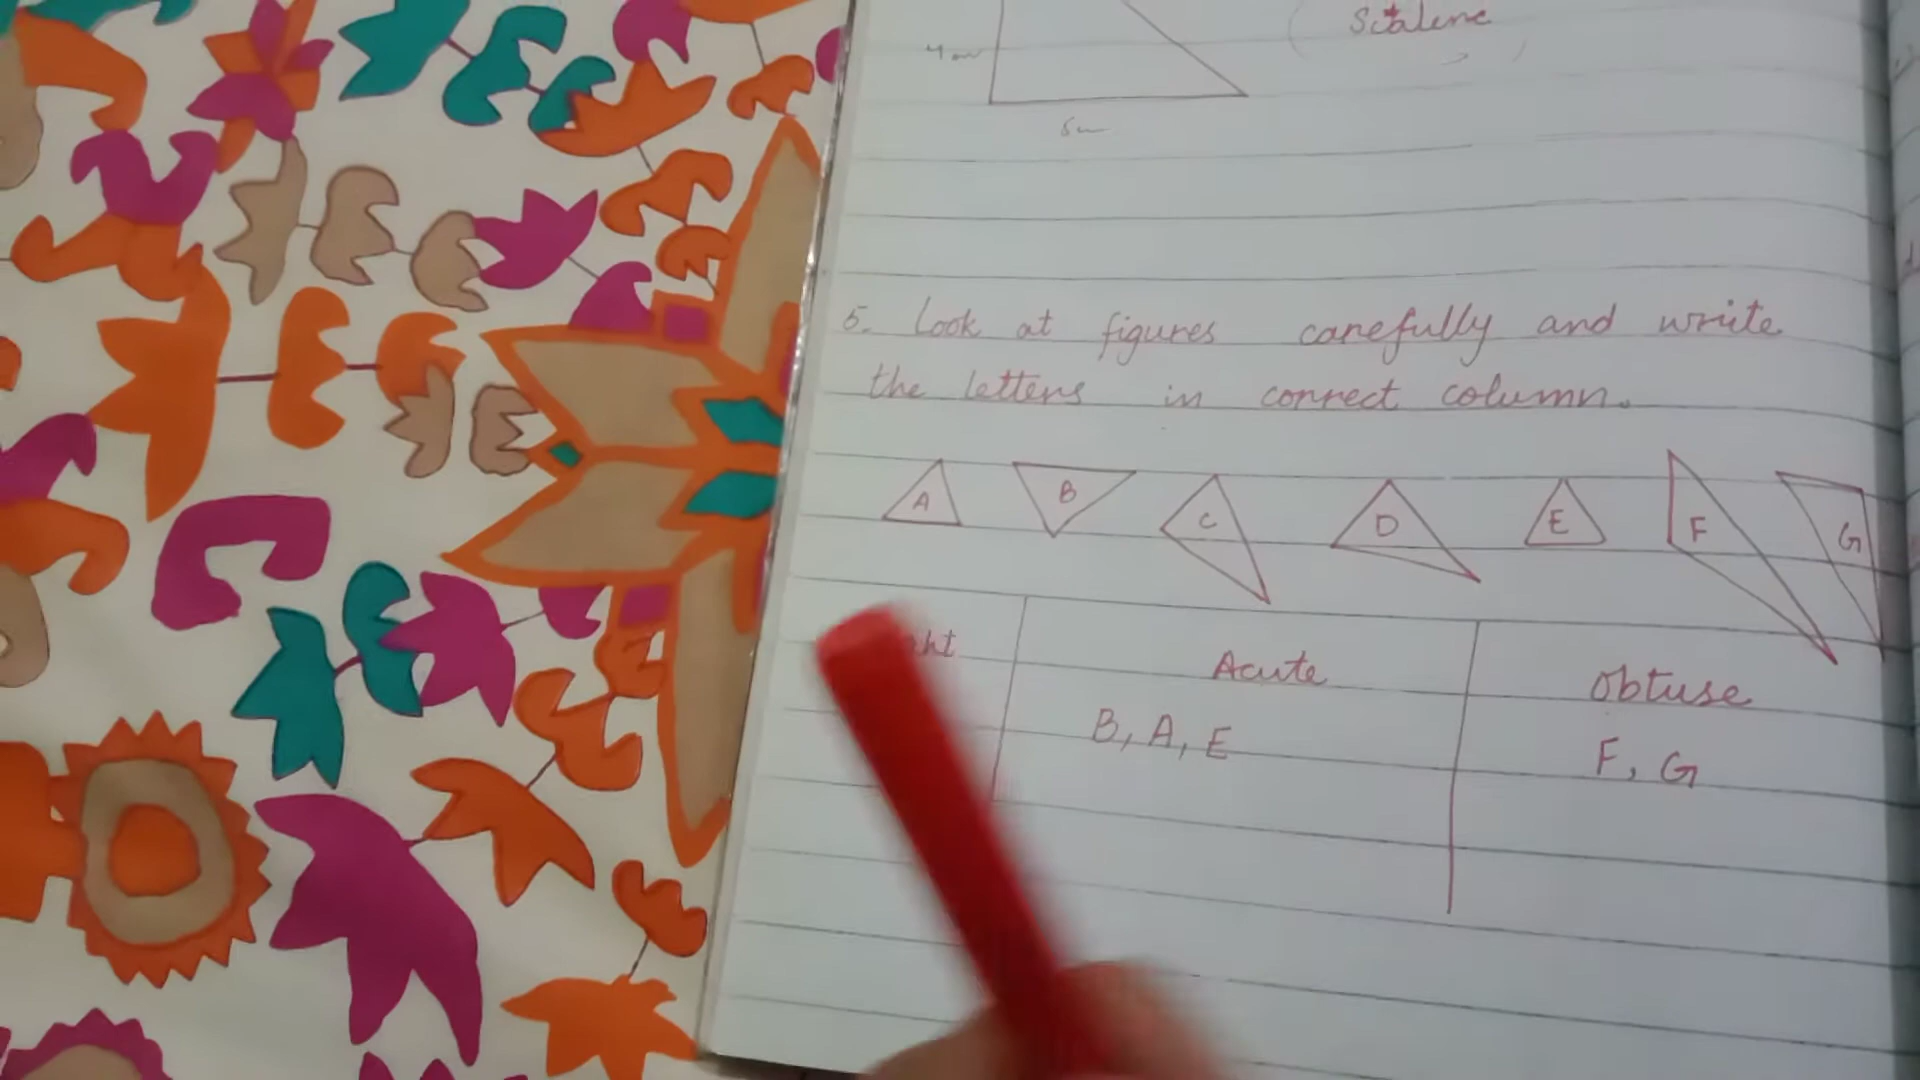 Scalene
5. Look at figures carefully and write
the letters in correct column.
A B C D E F G
Acute Obtuse
B, A, E F, G